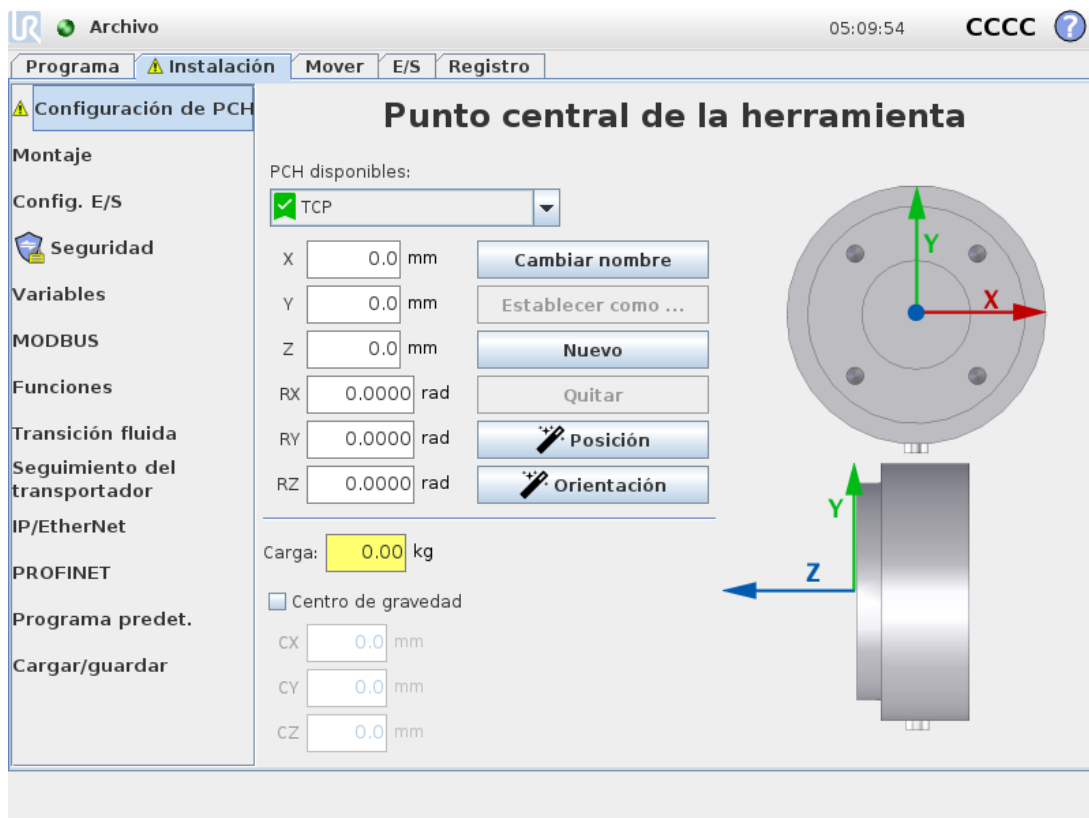 UR Archivo 05:09:54 CCCC ?
Programa Instalación Mover E/S Registro
Configuración de PCH
Montaje
Config. E/S
Seguridad
Variables
MODBUS
Funciones
Transición fluida
Seguimiento del
transportador
IP/EtherNet
PROFINET
Programa predet.
Cargar/guardar
Punto central de la herramienta
PCH disponibles:
TCP
X 0.0 mm Cambiar nombre
Y 0.0 mm Establecer como ...
Z 0.0 mm Nuevo
RX 0.0000 rad Quitar
RY 0.0000 rad Posición
RZ 0.0000 rad Orientación
Carga: 0.00 kg
Centro de gravedad
CX 0.0 mm
CY 0.0 mm
CZ 0.0 mm
Y
X
Y
Z